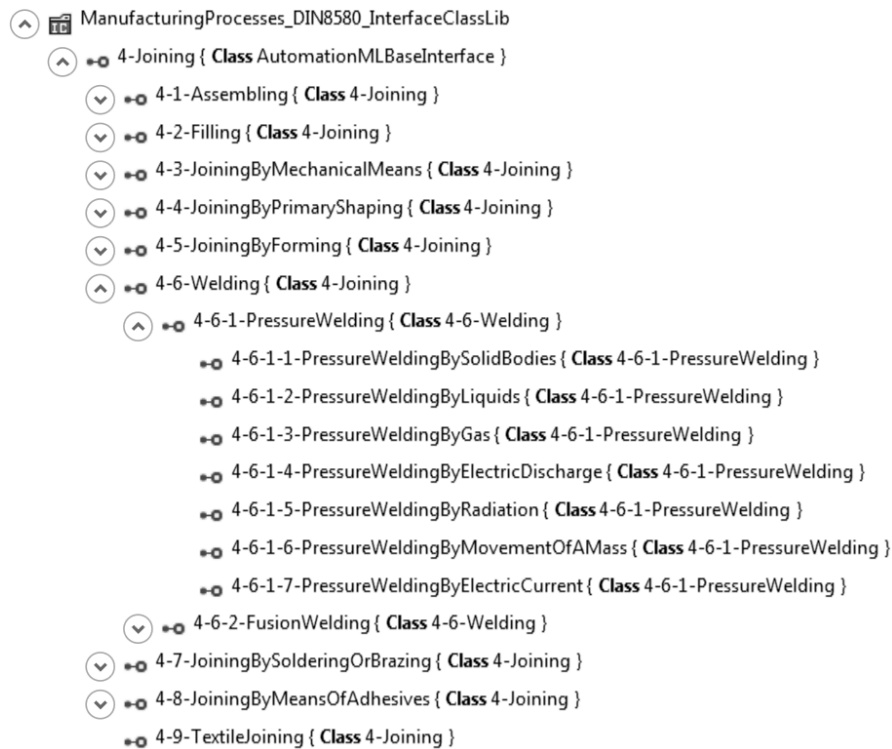 ManufacturingProcesses_DIN8580_InterfaceClassLib
4-Joining { Class AutomationMLBaseInterface }
4-1-Assembling { Class 4-Joining }
4-2-Filling { Class 4-Joining }
4-3-JoiningByMechanicalMeans { Class 4-Joining }
4-4-JoiningByPrimaryShaping { Class 4-Joining }
4-5-JoiningByForming { Class 4-Joining }
4-6-Welding { Class 4-Joining }
4-6-1-PressureWelding { Class 4-6-Welding }
4-6-1-1-PressureWeldingBySolidBodies { Class 4-6-1-PressureWelding }
4-6-1-2-PressureWeldingByLiquids { Class 4-6-1-PressureWelding }
4-6-1-3-PressureWeldingByGas { Class 4-6-1-PressureWelding }
4-6-1-4-PressureWeldingByElectricDischarge { Class 4-6-1-PressureWelding }
4-6-1-5-PressureWeldingByRadiation { Class 4-6-1-PressureWelding }
4-6-1-6-PressureWeldingByMovementOfAMass { Class 4-6-1-PressureWelding }
4-6-1-7-PressureWeldingByElectricCurrent { Class 4-6-1-PressureWelding }
4-6-2-FusionWelding { Class 4-6-Welding }
4-7-JoiningBySolderingOrBrazing { Class 4-Joining }
4-8-JoiningByMeansOfAdhesives { Class 4-Joining }
4-9-TextileJoining { Class 4-Joining }